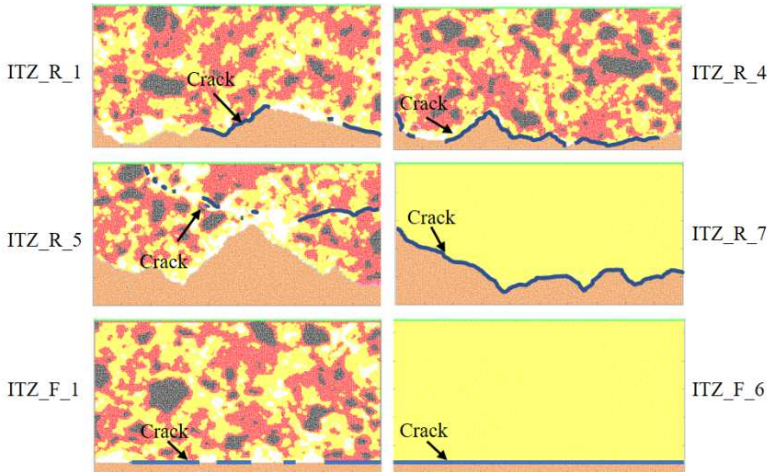 ITZ_R_1
Crack
ITZ_R_4
Crack
ITZ_R_5
Crack
ITZ_R_7
Crack
ITZ_F_1
Crack
ITZ_F_6
Crack